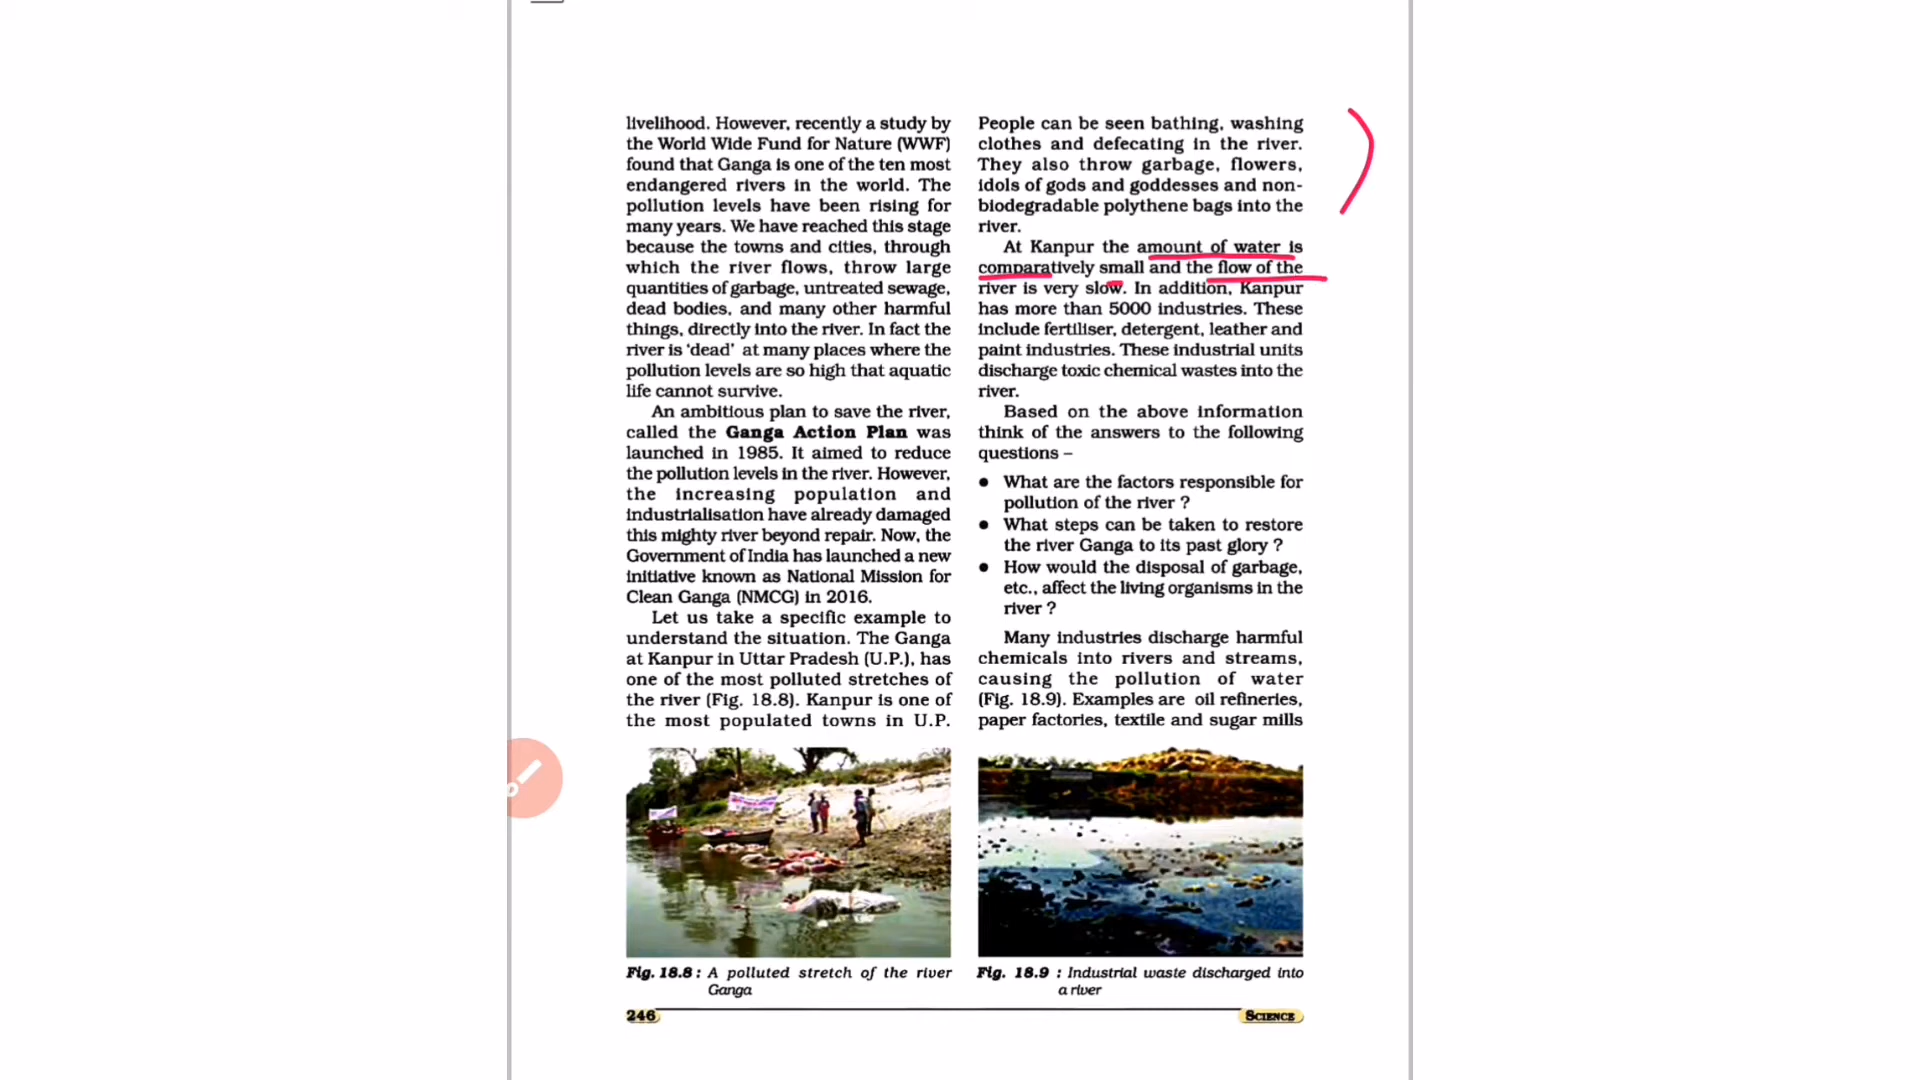 livelihood. However, recently a study by
the World Wide Fund for Nature (WWF)
found that Ganga is one of the ten most
endangered rivers in the world. The
pollution levels have been rising for
many years. We have reached this stage
because the towns and cities, through
which the river flows, throw large
quantities of garbage, untreated sewage,
dead bodies, and many other harmful
things, directly into the river. In fact the
river is ‘dead’ at many places where the
pollution levels are so high that aquatic
life cannot survive.
An ambitious plan to save the river,
called the Ganga Action Plan was
launched in 1985. It aimed to reduce
the pollution levels in the river. However,
the increasing population and
industrialisation have already damaged
this mighty river beyond repair. Now, the
Government of India has launched a new
initiative known as National Mission for
Clean Ganga (NMCG) in 2016.
Let us take a specific example to
understand the situation. The Ganga
at Kanpur in Uttar Pradesh (U.P.), has
one of the most polluted stretches of
the river (Fig. 18.8). Kanpur is one of
the most populated towns in U.P.
Fig. 18.8 : A polluted stretch of the river
Ganga
People can be seen bathing, washing
clothes and defecating in the river.
They also throw garbage, flowers,
idols of gods and goddesses and non-
biodegradable polythene bags into the
river.
At Kanpur the amount of water is
comparatively small and the flow of the
river is very slow. In addition, Kanpur
has more than 5000 industries. These
include fertiliser, detergent, leather and
paint industries. These industrial units
discharge toxic chemical wastes into the
river.
Based on the above information
think of the answers to the following
questions –
● What are the factors responsible for
pollution of the river ?
● What steps can be taken to restore
the river Ganga to its past glory ?
● How would the disposal of garbage,
etc., affect the living organisms in the
river ?
Many industries discharge harmful
chemicals into rivers and streams,
causing the pollution of water
(Fig. 18.9). Examples are oil refineries,
paper factories, textile and sugar mills
Fig. 18.9 : Industrial waste discharged into
a river
246
SCIENCE